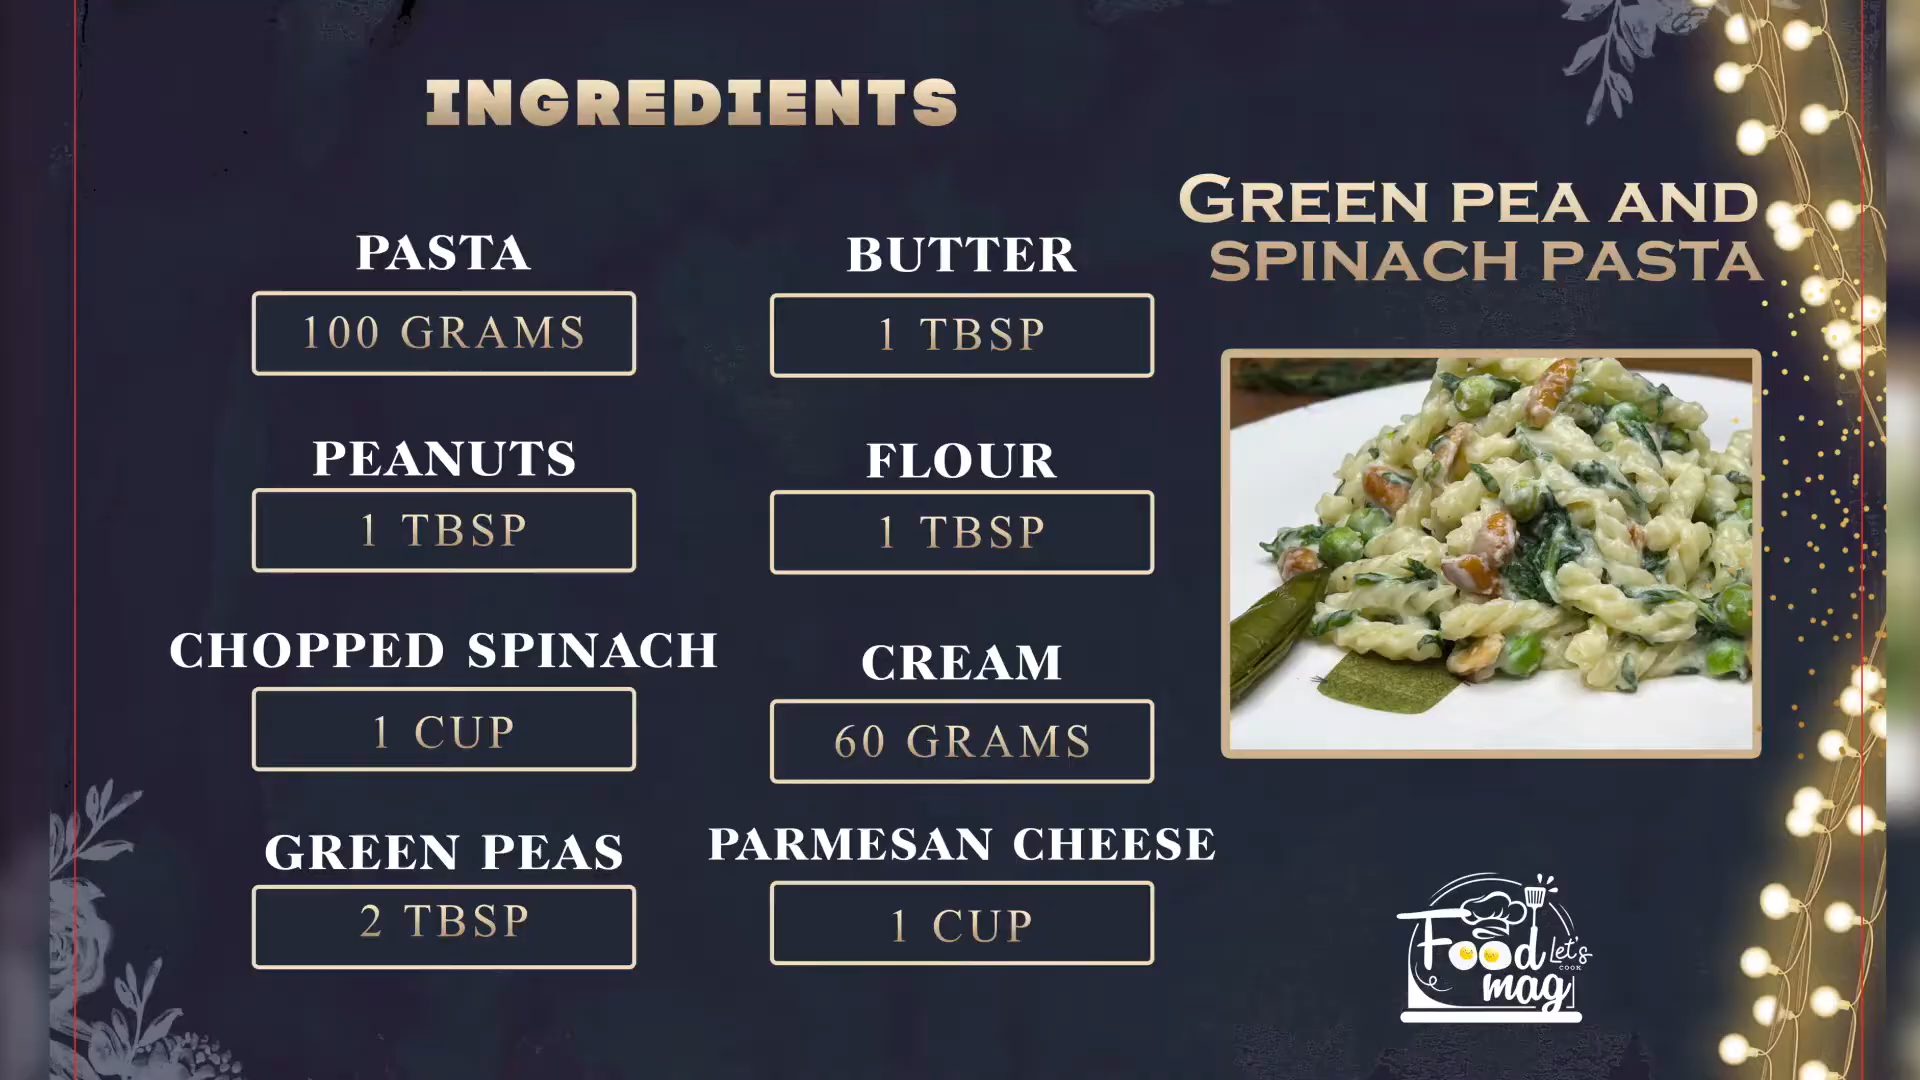 INGREDIENTS
GREEN PEA AND
SPINACH PASTA
PASTA
100 GRAMS
BUTTER
1 TBSP
PEANUTS
1 TBSP
FLOUR
1 TBSP
CHOPPED SPINACH
1 CUP
CREAM
60 GRAMS
GREEN PEAS
2 TBSP
PARMESAN CHEESE
1 CUP
Food
Let's
COOK
mag